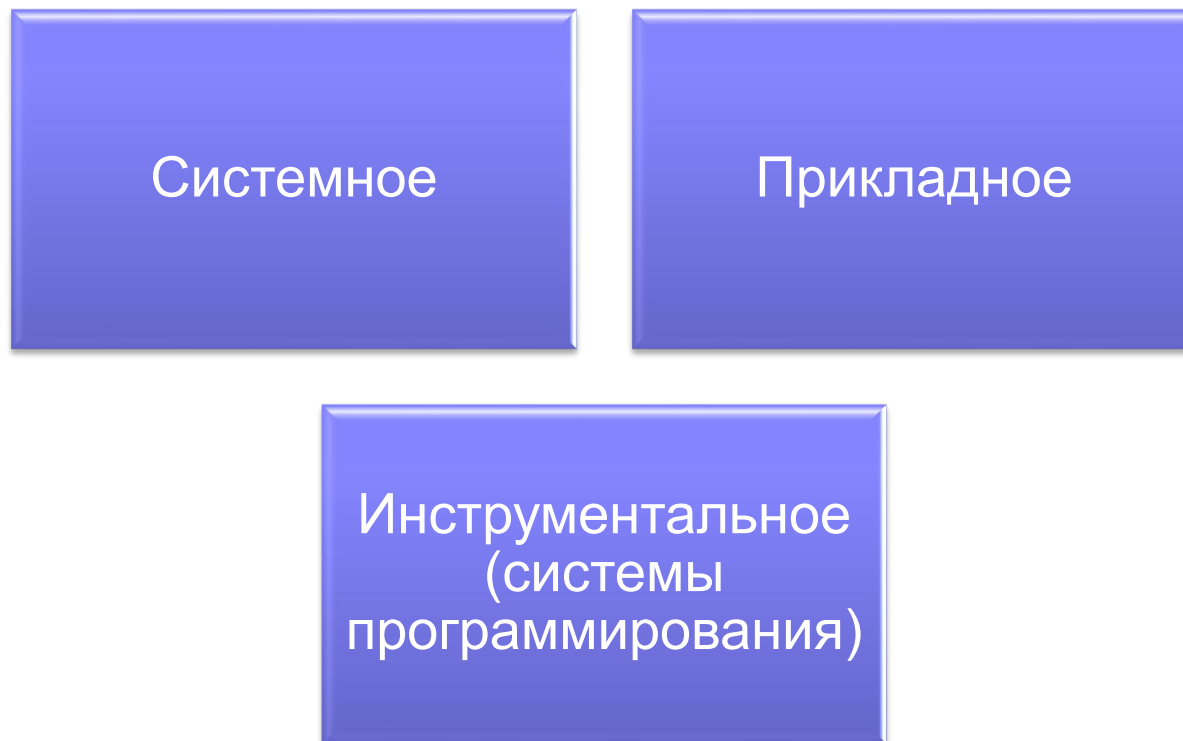 Системное
Прикладное
Инструментальное
(системы
программирования)